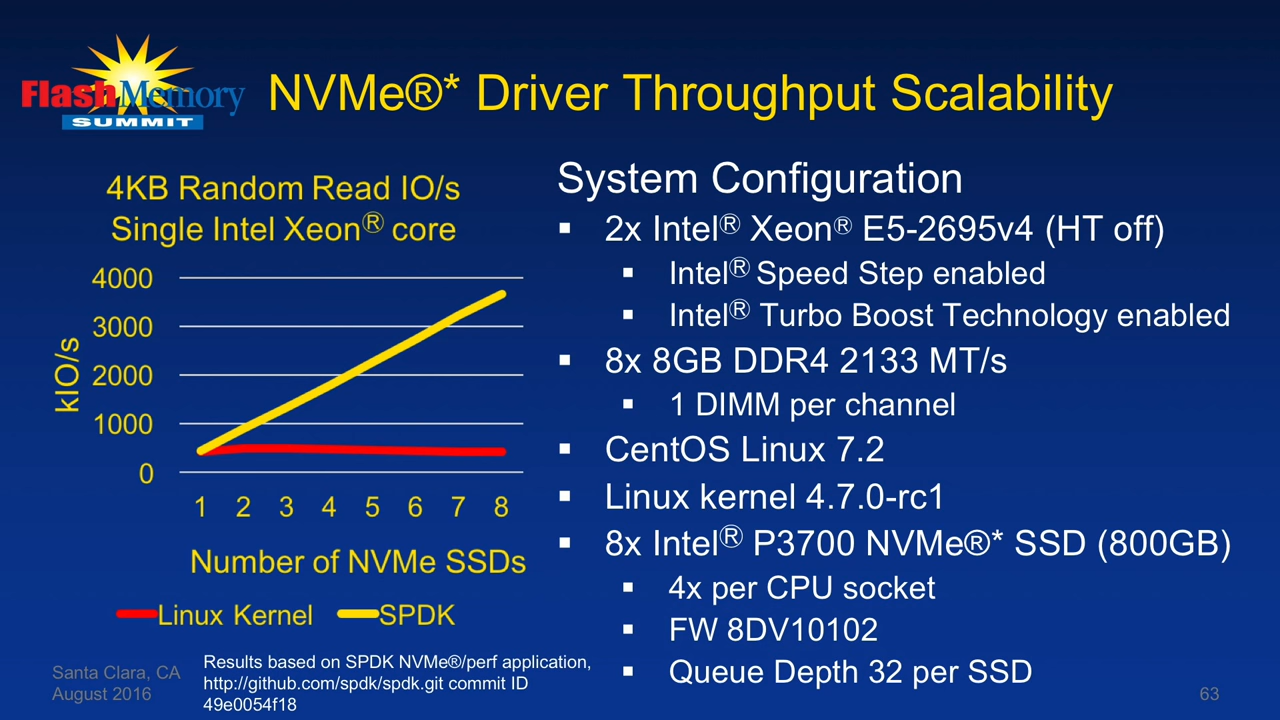 FlashMemory
SUMMIT
NVMe®* Driver Throughput Scalability
4KB Random Read IO/s
Single Intel Xeon® core
4000
3000
2000
1000
0
kIO/s
1 2 3 4 5 6 7 8
Number of NVMe SSDs
Linux Kernel SPDK
System Configuration
▪ 2x Intel® Xeon® E5-2695v4 (HT off)
▪ Intel® Speed Step enabled
▪ Intel® Turbo Boost Technology enabled
▪ 8x 8GB DDR4 2133 MT/s
▪ 1 DIMM per channel
▪ CentOS Linux 7.2
▪ Linux kernel 4.7.0-rc1
▪ 8x Intel® P3700 NVMe®* SSD (800GB)
▪ 4x per CPU socket
▪ FW 8DV10102
▪ Queue Depth 32 per SSD
Santa Clara, CA
August 2016
Results based on SPDK NVMe®/perf application,
http://github.com/spdk/spdk.git commit ID
49e0054f18
63